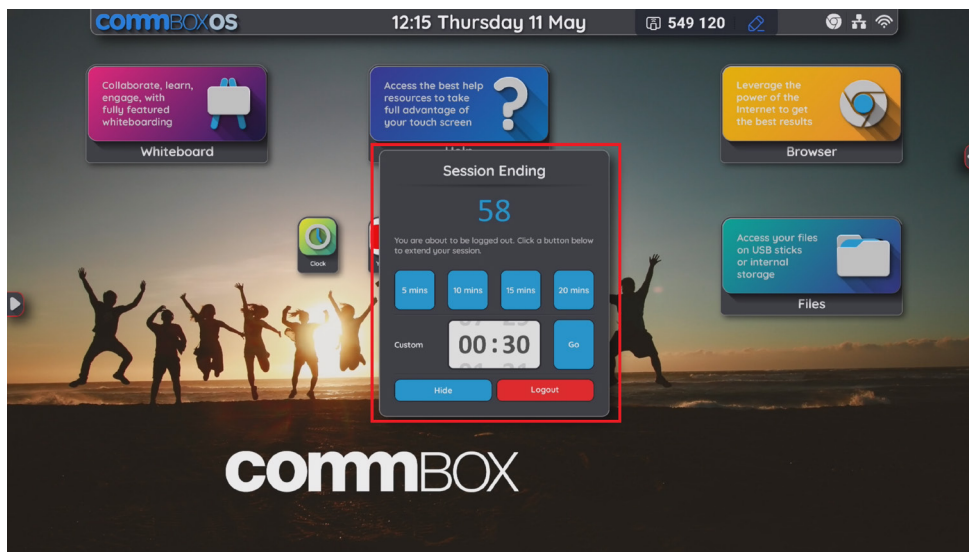 commBOXOS
12:15 Thursday 11 May
549 120
Collaborate, learn,
engage, with
fully featured
whiteboarding
Whiteboard
Access the best help
resources to take
full advantage of
your touch screen
?
Leverage the
power of the
Internet to get
the best results
Browser
Clock
Access your files
on USB sticks
or internal
storage
Files
Session Ending
58
You are about to be logged out. Click a button below
to extend your session.
5 mins
10 mins
15 mins
20 mins
Custom
00:30
Go
Hide
Logout
commBOX